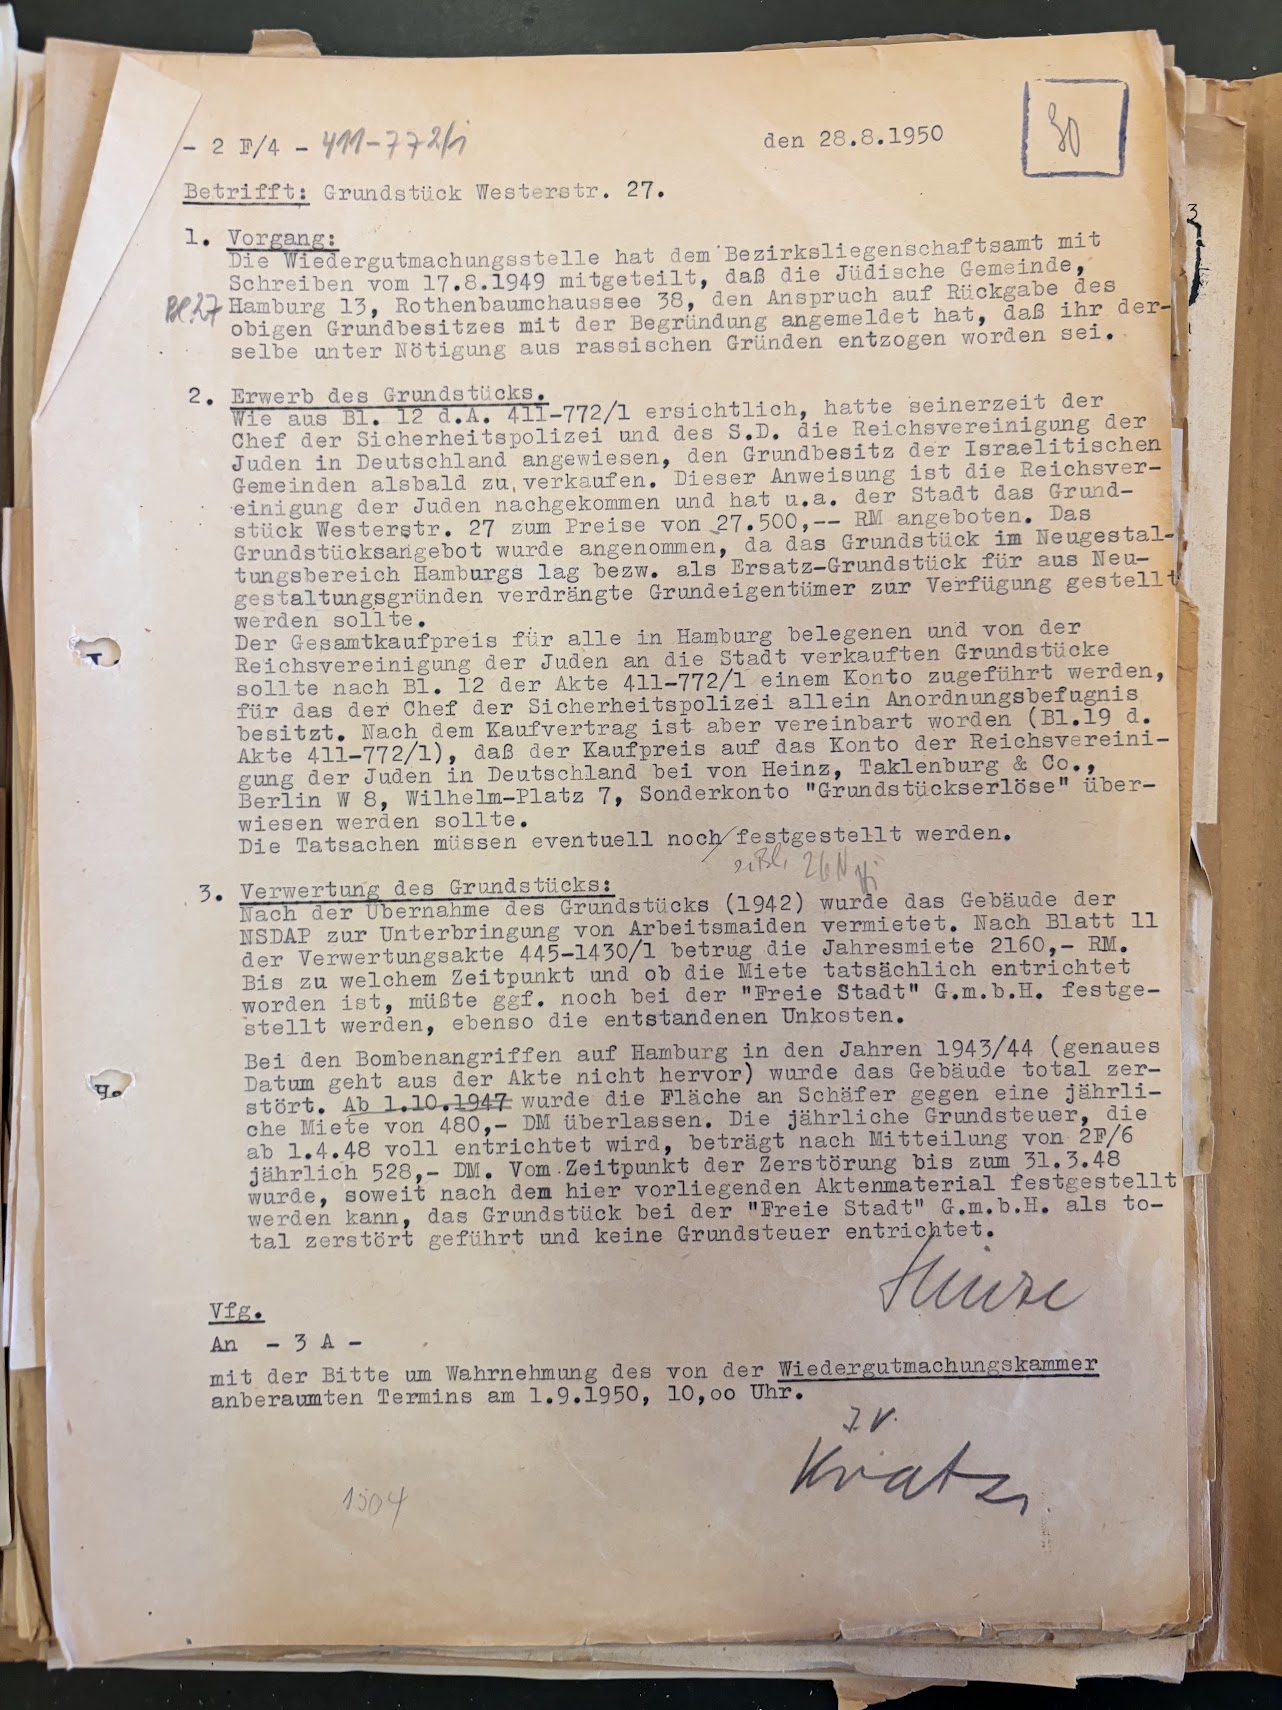 - 2 F/4 - 411-772/1
den 28.8.1950
30
Betrifft: Grundstück Westerstr. 27.
1. Vorgang:
Die Wiedergutmachungsstelle hat dem Bezirksliegenschaftsamt mit
Schreiben vom 17.8.1949 mitgeteilt, daß die Jüdische Gemeinde,
Bl.27 Hamburg 13, Rothenbaumchaussee 38, den Anspruch auf Rückgabe des
obigen Grundbesitzes mit der Begründung angemeldet hat, daß ihr der-
selbe unter Nötigung aus rassischen Gründen entzogen worden sei.
2. Erwerb des Grundstücks.
Wie aus Bl. 12 d.A. 411-772/1 ersichtlich, hatte seinerzeit der
Chef der Sicherheitspolizei und des S.D. die Reichsvereinigung der
Juden in Deutschland angewiesen, den Grundbesitz der Israelitischen
Gemeinden alsbald zu verkaufen. Dieser Anweisung ist die Reichsver-
einigung der Juden nachgekommen und hat u.a. der Stadt das Grund-
stück Westerstr. 27 zum Preise von 27.500,-- RM angeboten. Das
Grundstücksangebot wurde angenommen, da das Grundstück im Neugestal-
tungsbereich Hamburgs lag bezw. als Ersatz-Grundstück für aus Neu-
gestaltungsgründen verdrängte Grundeigentümer zur Verfügung gestellt
werden sollte.
Der Gesamtkaufpreis für alle in Hamburg belegenen und von der
Reichsvereinigung der Juden an die Stadt verkauften Grundstücke
sollte nach Bl. 12 der Akte 411-772/1 einem Konto zugeführt werden,
für das der Chef der Sicherheitspolizei allein Anordnungsbefugnis
besitzt. Nach dem Kaufvertrag ist aber vereinbart worden (Bl.19 d.
Akte 411-772/1), daß der Kaufpreis auf das Konto der Reichsvereini-
gung der Juden in Deutschland bei von Heinz, Taklenburg & Co.,
Berlin W 8, Wilhelm-Platz 7, Sonderkonto "Grundstückserlöse" über-
wiesen werden sollte.
Die Tatsachen müssen eventuell noch festgestellt werden.
26
3. Verwertung des Grundstücks:
Nach der Übernahme des Grundstücks (1942) wurde das Gebäude der
NSDAP zur Unterbringung von Arbeitsmaiden vermietet. Nach Blatt 11
der Verwertungsakte 445-1430/1 betrug die Jahresmiete 2160,- RM.
Bis zu welchem Zeitpunkt und ob die Miete tatsächlich entrichtet
worden ist, müßte ggf. noch bei der "Freie Stadt" G.m.b.H. festge-
stellt werden, ebenso die entstandenen Unkosten.
Bei den Bombenangriffen auf Hamburg in den Jahren 1943/44 (genaues
Datum geht aus der Akte nicht hervor) wurde das Gebäude total zer-
stört. Ab 1.10.1947 wurde die Fläche an Schäfer gegen eine jährli-
che Miete von 480,- DM überlassen. Die jährliche Grundsteuer, die
ab 1.4.48 voll entrichtet wird, beträgt nach Mitteilung von 2F/6
jährlich 528,- DM. Vom Zeitpunkt der Zerstörung bis zum 31.3.48
wurde, soweit nach dem hier vorliegenden Aktenmaterial festgestellt
werden kann, das Grundstück bei der "Freie Stadt" G.m.b.H. als to-
tal zerstört geführt und keine Grundsteuer entrichtet.
Vfg.
An - 3 A -
mit der Bitte um Wahrnehmung des von der Wiedergutmachungskammer
anberaumten Termins am 1.9.1950, 10,oo Uhr.
I.V.
Kratz
1504